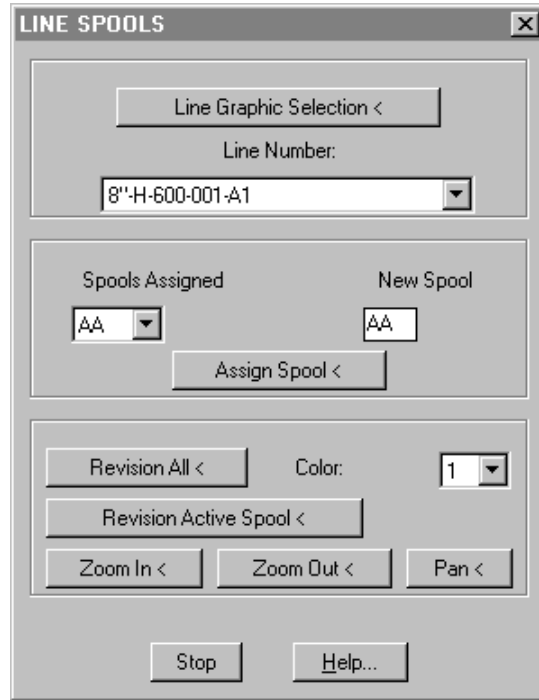 LINE SPOOLS
Line Graphic Selection <
Line Number:
8"-H-600-001-A1
Spools Assigned New Spool
AA AA
Assign Spool <
Revision All < Color: 1
Revision Active Spool <
Zoom In < Zoom Out < Pan <
Stop Help...